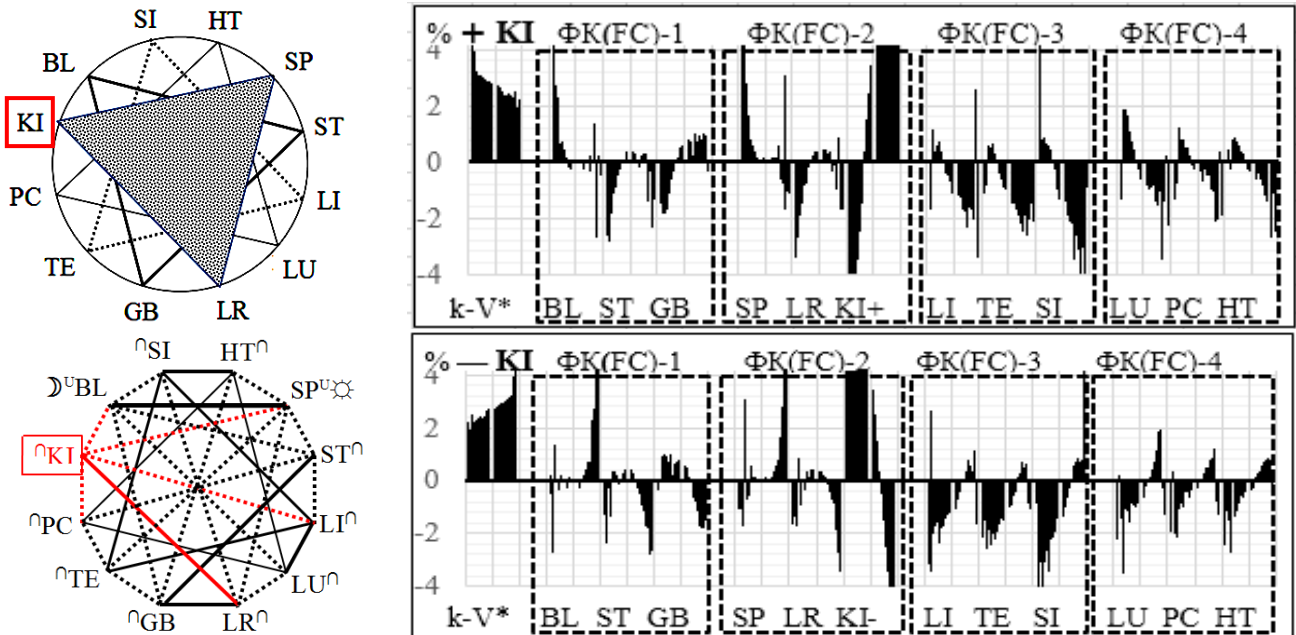 SI HT
BL SP
KI ST
PC LI
TE LU
GB LR
∩SI HT∩
☽ᵁBL SPᵁ☼
∩KI ST∩
∩PC LI∩
∩TE LU∩
∩GB LR∩
% + KI ФК(FC)-1 ФК(FC)-2 ФК(FC)-3 ФК(FC)-4
4
2
0
-2
-4
k-V* BL ST GB SP LR KI+ LI TE SI LU PC HT
% — KI ФК(FC)-1 ФК(FC)-2 ФК(FC)-3 ФК(FC)-4
4
2
0
-2
-4
k-V* BL ST GB SP LR KI- LI TE SI LU PC HT